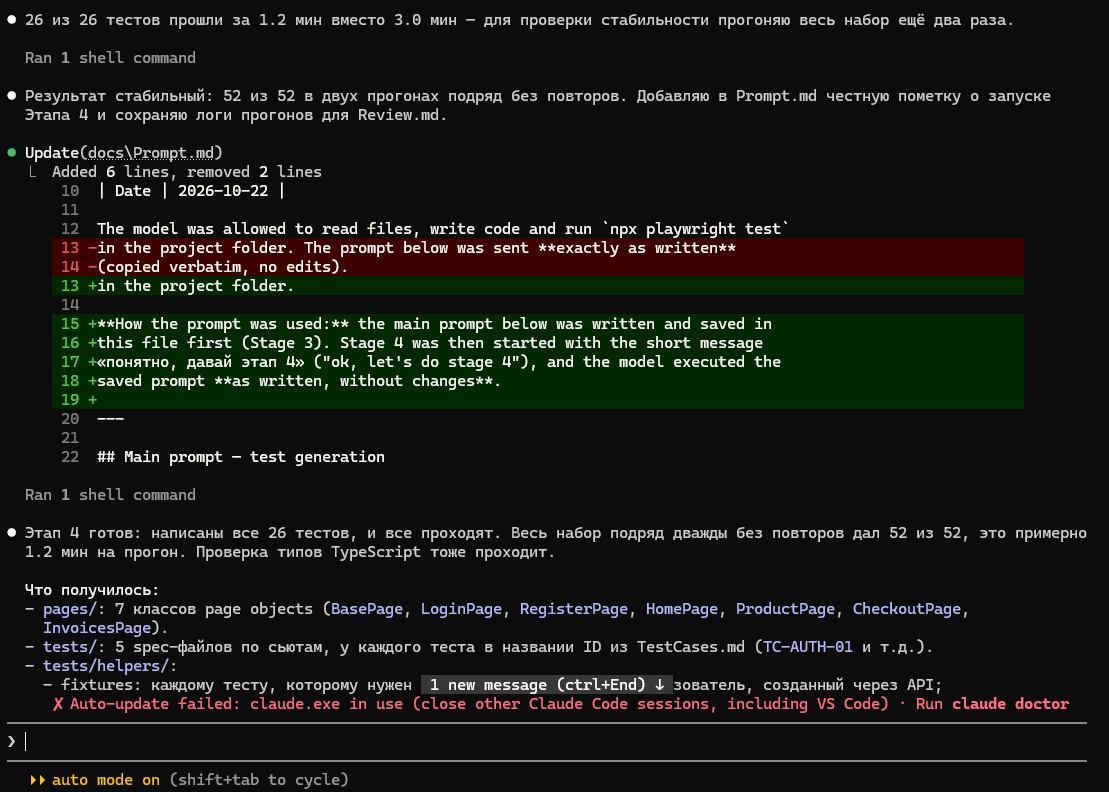 ● 26 из 26 тестов прошли за 1.2 мин вместо 3.0 мин — для проверки стабильности прогоняю весь набор ещё два раза.
Ran 1 shell command
● Результат стабильный: 52 из 52 в двух прогонах подряд без повторов. Добавляю в Prompt.md честную пометку о запуске
Этапа 4 и сохраняю логи прогонов для Review.md.
● Update(docs\Prompt.md)
└ Added 6 lines, removed 2 lines
10 | Date | 2026-10-22 |
11
12 The model was allowed to read files, write code and run `npx playwright test`
13 -in the project folder. The prompt below was sent **exactly as written**
14 -(copied verbatim, no edits).
13 +in the project folder.
14
15 +**How the prompt was used:** the main prompt below was written and saved in
16 +this file first (Stage 3). Stage 4 was then started with the short message
17 +«понятно, давай этап 4» ("ok, let's do stage 4"), and the model executed the
18 +saved prompt **as written, without changes**.
19 +
20 ---
21
22 ## Main prompt — test generation
Ran 1 shell command
● Этап 4 готов: написаны все 26 тестов, и все проходят. Весь набор подряд дважды без повторов дал 52 из 52, это примерно
1.2 мин на прогон. Проверка типов TypeScript тоже проходит.
Что получилось:
- pages/: 7 классов page objects (BasePage, LoginPage, RegisterPage, HomePage, ProductPage, CheckoutPage,
InvoicesPage).
- tests/: 5 spec-файлов по сьютам, у каждого теста в названии ID из TestCases.md (TC-AUTH-01 и т.д.).
- tests/helpers/:
- fixtures: каждому тесту, которому нужен 1 new message (ctrl+End) ↓ зователь, созданный через API;
✗ Auto-update failed: claude.exe in use (close other Claude Code sessions, including VS Code) · Run claude doctor
❯
⏵⏵ auto mode on (shift+tab to cycle)